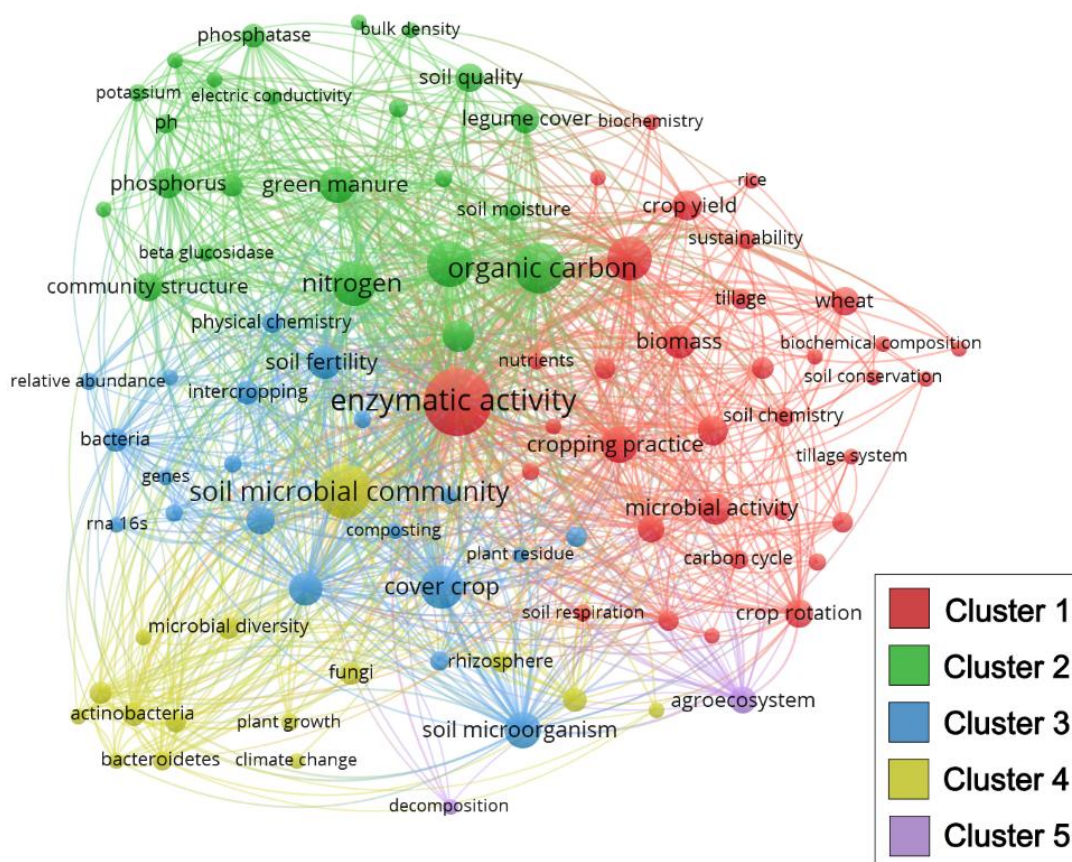 phosphatase
bulk density
soil quality
potassium
electric conductivity
ph
legume cover
biochemistry
phosphorus
green manure
rice
crop yield
soil moisture
sustainability
beta glucosidase
community structure
nitrogen
organic carbon
tillage
wheat
physical chemistry
soil fertility
nutrients
biomass
biochemical composition
relative abundance
intercropping
soil conservation
enzymatic activity
soil chemistry
bacteria
cropping practice
tillage system
genes
soil microbial community
microbial activity
rna 16s
composting
plant residue
carbon cycle
cover crop
soil respiration
crop rotation
microbial diversity
fungi
rhizosphere
agroecosystem
actinobacteria
plant growth
soil microorganism
bacteroidetes
climate change
decomposition
Cluster 1
Cluster 2
Cluster 3
Cluster 4
Cluster 5